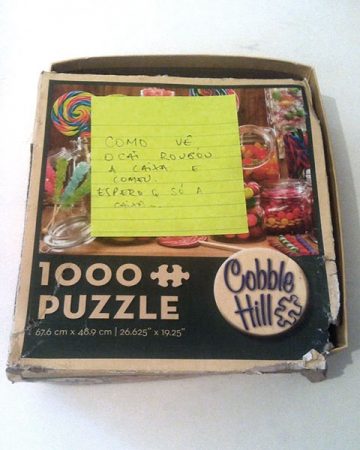 COMO VÊ
O CÃO ROUBOU
A CAIXA E
COMEU.
ESPERO Q SÓ A
CAIXA...
1000
PUZZLE
67.6 cm x 48.9 cm | 26.625" x 19.25"
Cobble
Hill